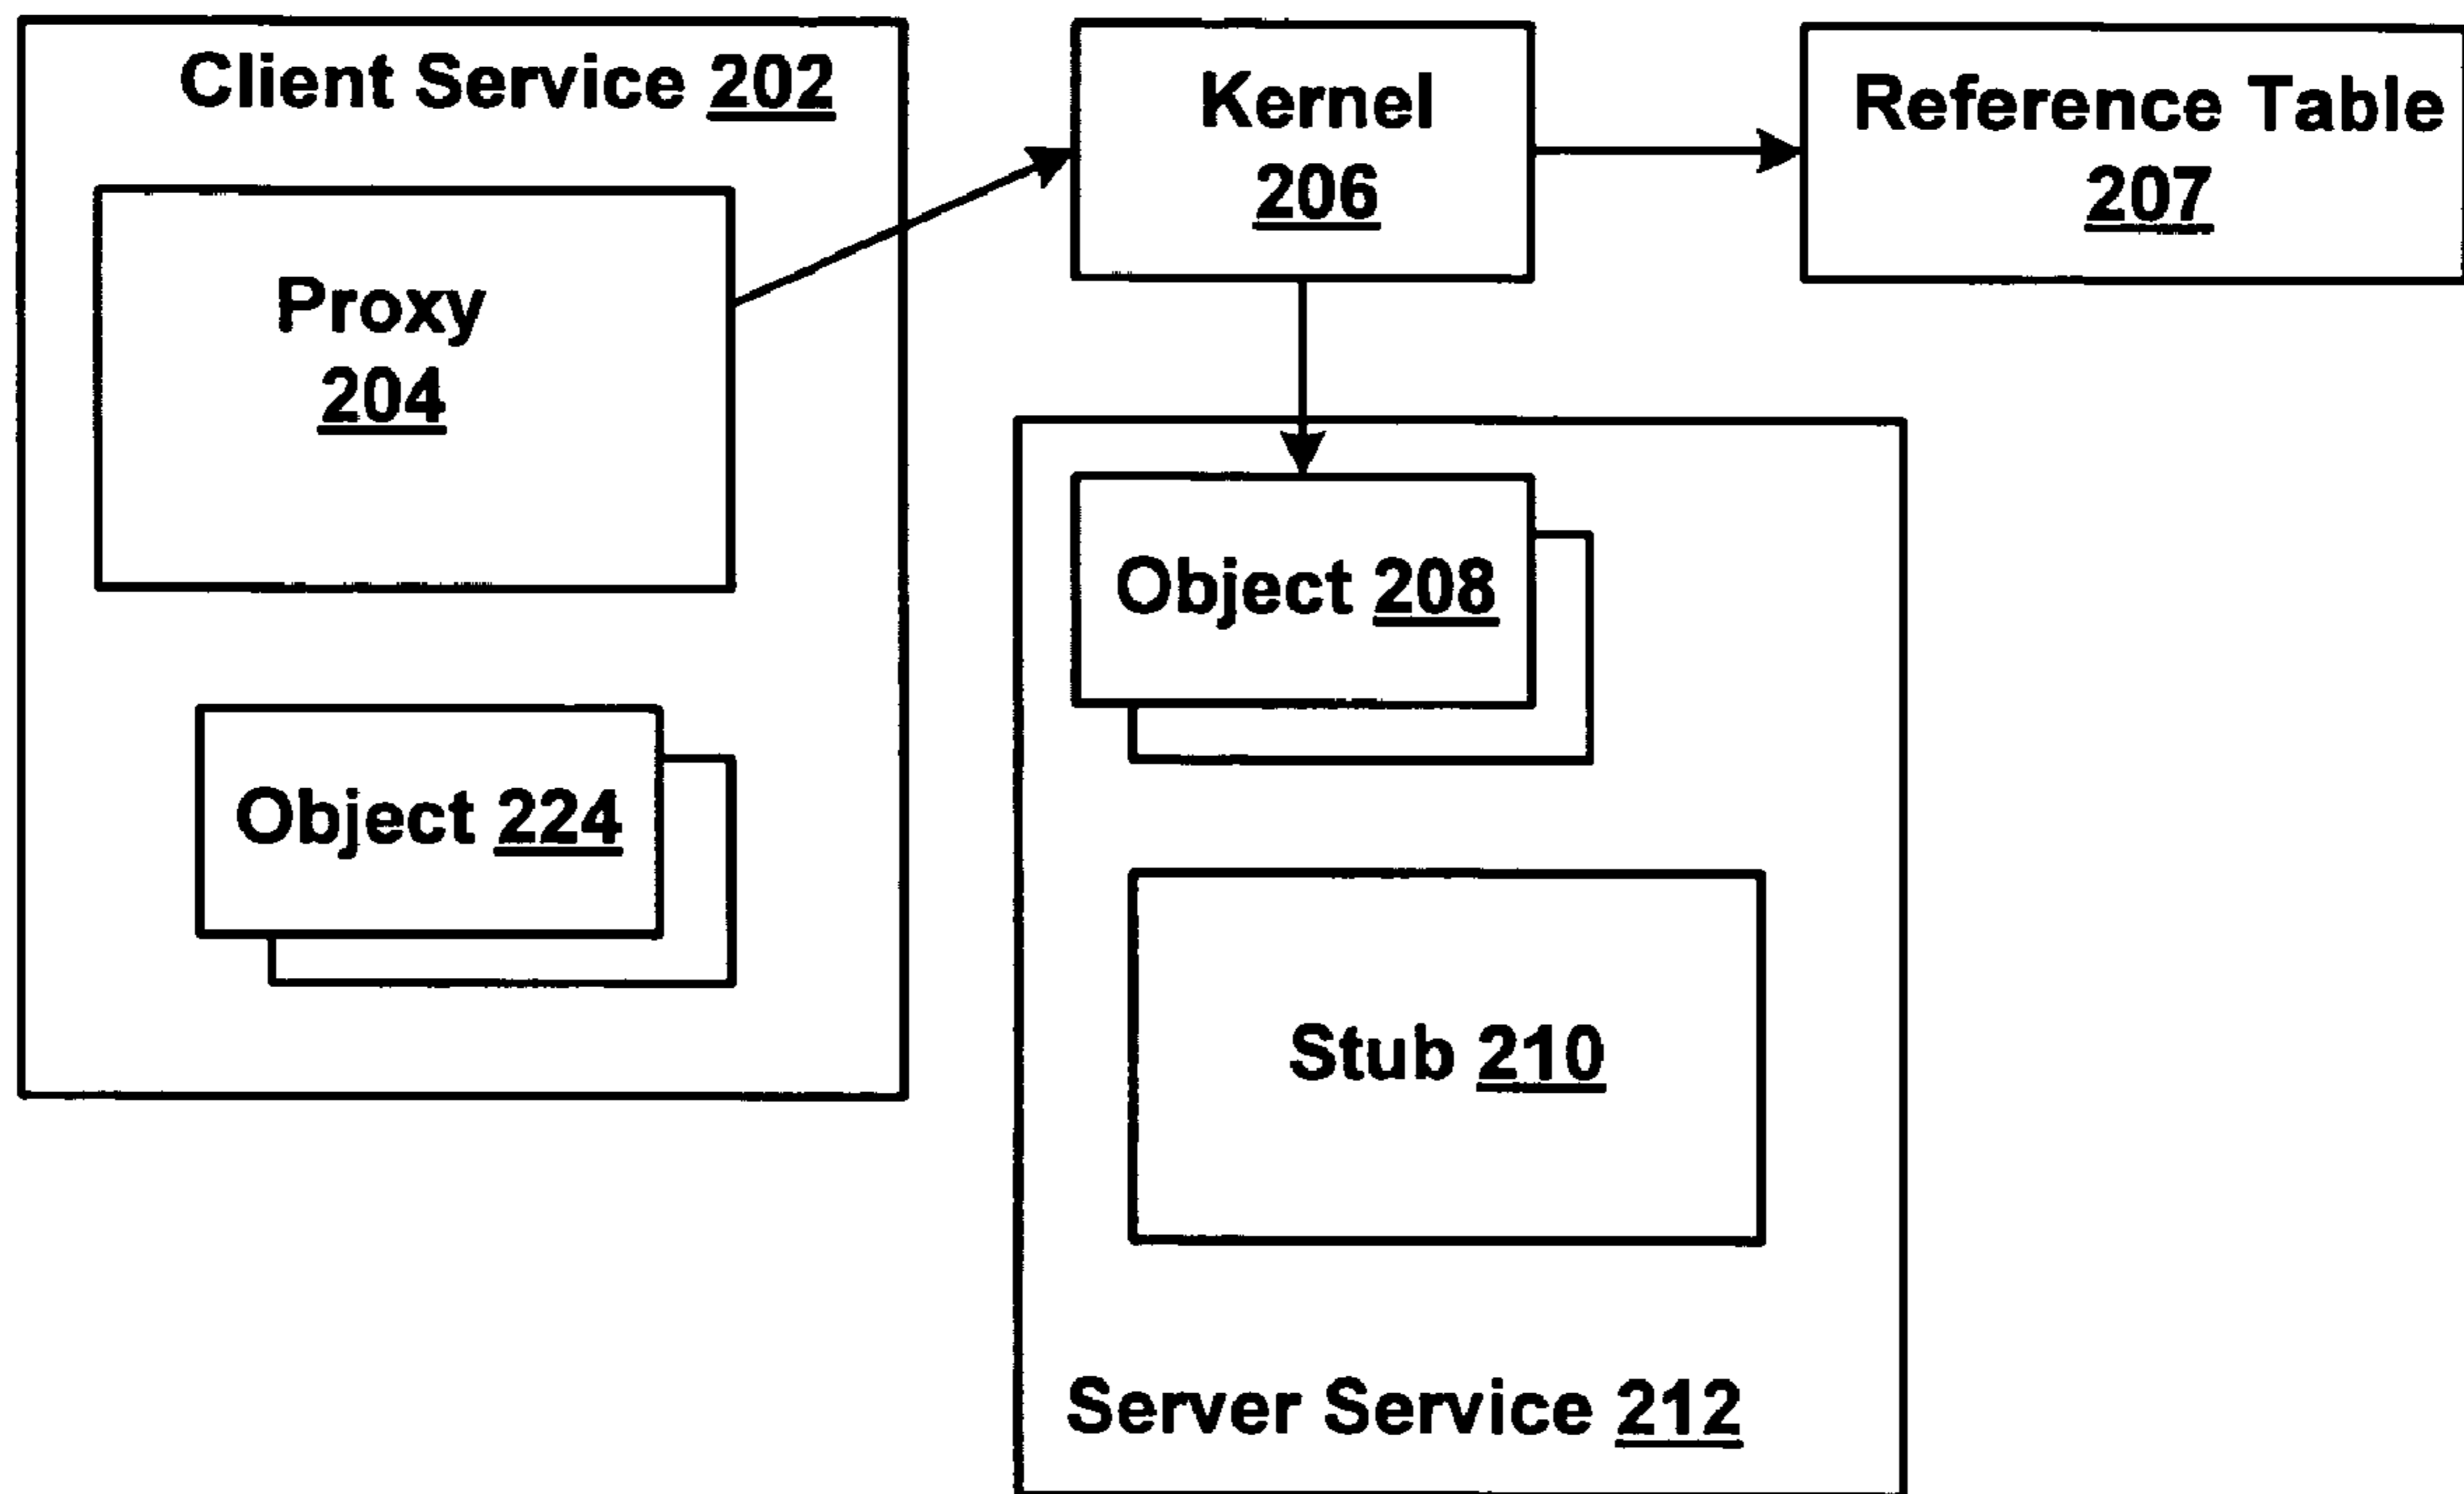 Client Service 202
Kernel
206
Reference Table
207
Proxy
204
Object 208
Object 224
Stub 210
Server Service 212